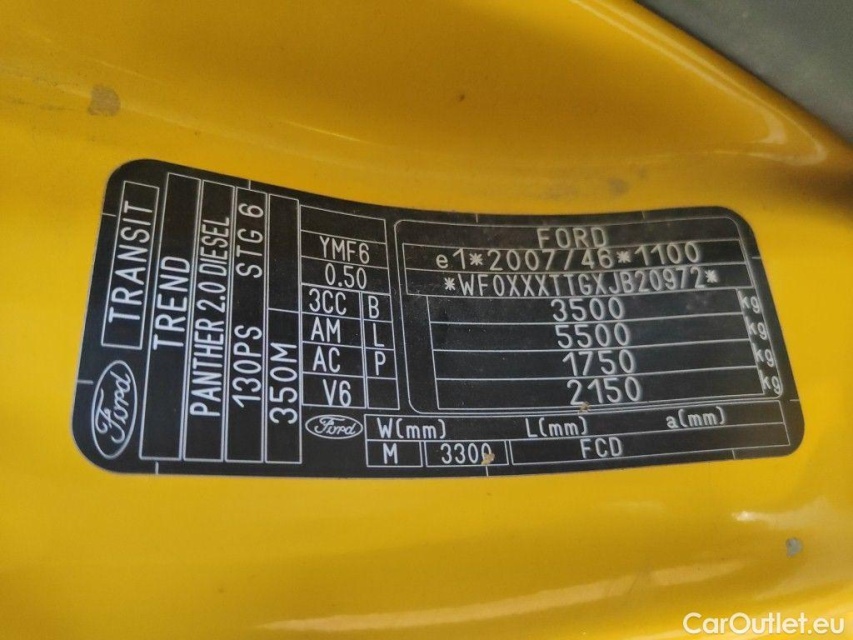 TRANSIT
TREND
PANTHER 2.0 DIESEL
130PS STG 6
350M
YMF6
0.50
3CC B
AM L
AC P
V6
FORD
e1*2007/46*1100
*WF0XXXTTGXJB20972*
3500 kg
5500 kg
1750 kg
2150 kg
Ford
Ford
W(mm) L(mm) a(mm)
M 3300 FCD
CarOutlet.eu